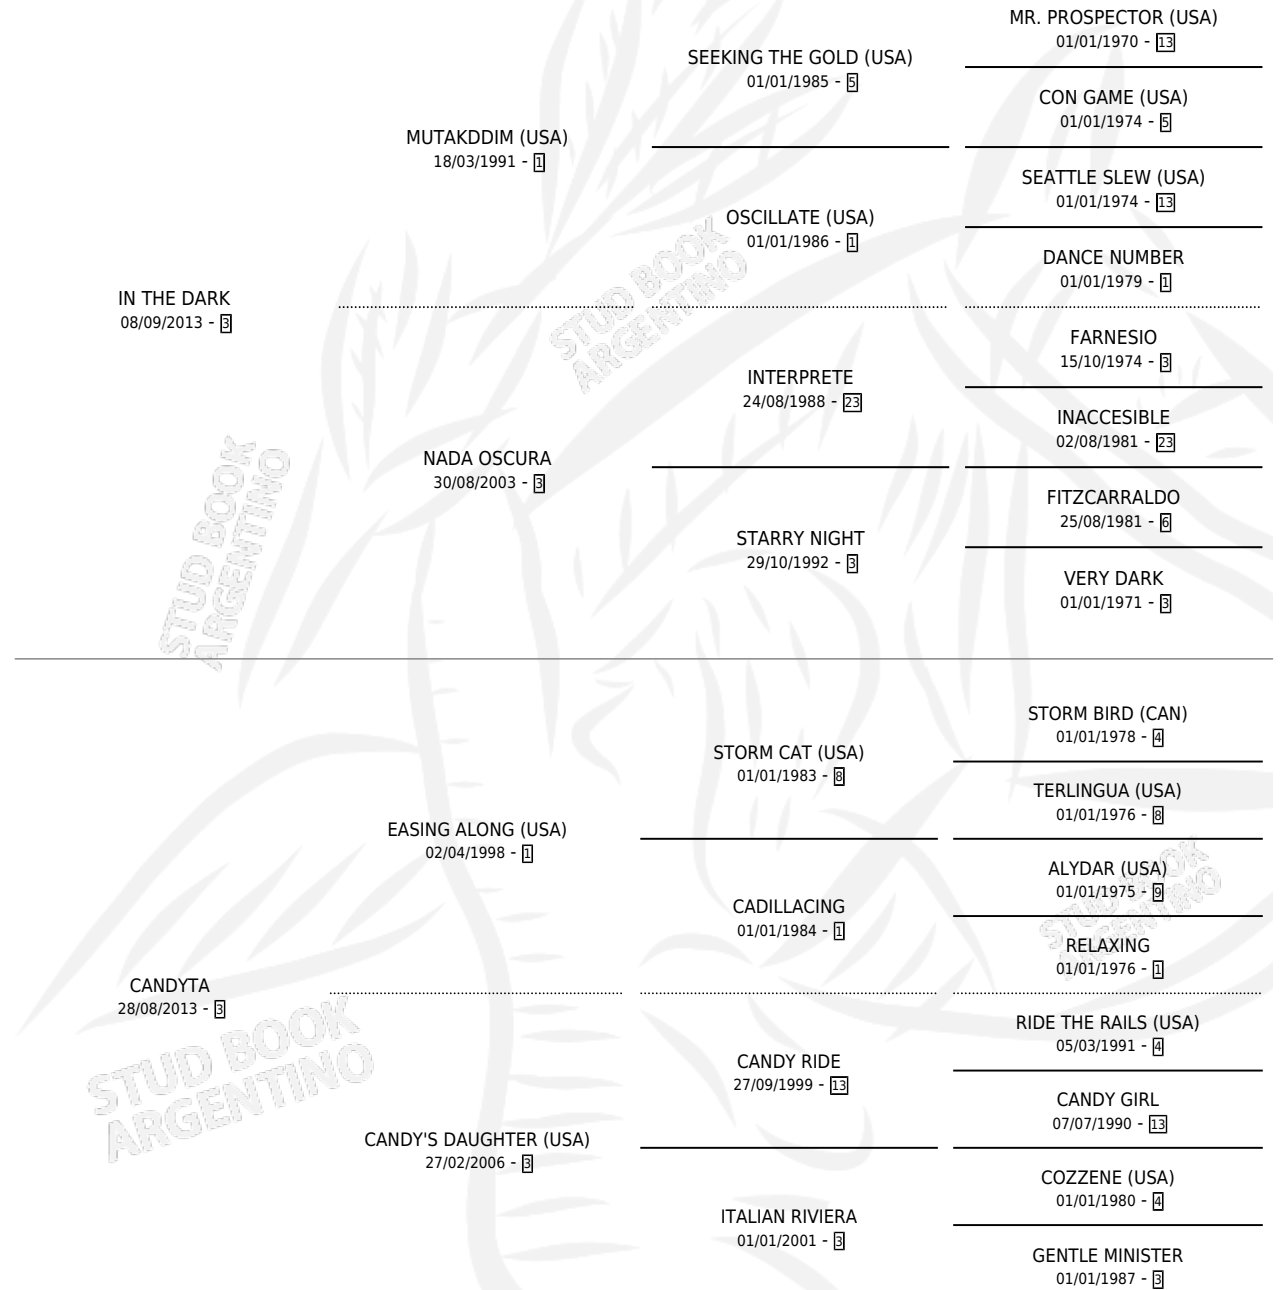 MR. PROSPECTOR (USA)
01/01/1970 - 13
SEEKING THE GOLD (USA)
01/01/1985 - 5
CON GAME (USA)
01/01/1974 - 5
MUTAKDDIM (USA)
18/03/1991 - 1
SEATTLE SLEW (USA)
01/01/1974 - 13
OSCILLATE (USA)
01/01/1986 - 1
DANCE NUMBER
01/01/1979 - 1
IN THE DARK
08/09/2013 - 3
STUD BOOK
ARGENTINO
FARNESIO
15/10/1974 - 3
INTERPRETE
24/08/1988 - 23
INACCESIBLE
02/08/1981 - 23
NADA OSCURA
30/08/2003 - 3
FITZCARRALDO
25/08/1981 - 6
STARRY NIGHT
29/10/1992 - 3
VERY DARK
01/01/1971 - 3
STUD BOOK
ARGENTINO
STORM BIRD (CAN)
01/01/1978 - 4
STORM CAT (USA)
01/01/1983 - 8
TERLINGUA (USA)
01/01/1976 - 8
EASING ALONG (USA)
02/04/1998 - 1
ALYDAR (USA)
01/01/1975 - 9
CADILLACING
01/01/1984 - 1
STUD BOOK
ARGENTINO
RELAXING
01/01/1976 - 1
CANDYTA
28/08/2013 - 3
RIDE THE RAILS (USA)
05/03/1991 - 4
CANDY RIDE
27/09/1999 - 13
STUD BOOK
ARGENTINO
CANDY GIRL
07/07/1990 - 13
CANDY'S DAUGHTER (USA)
27/02/2006 - 3
COZZENE (USA)
01/01/1980 - 4
ITALIAN RIVIERA
01/01/2001 - 3
GENTLE MINISTER
01/01/1987 - 3